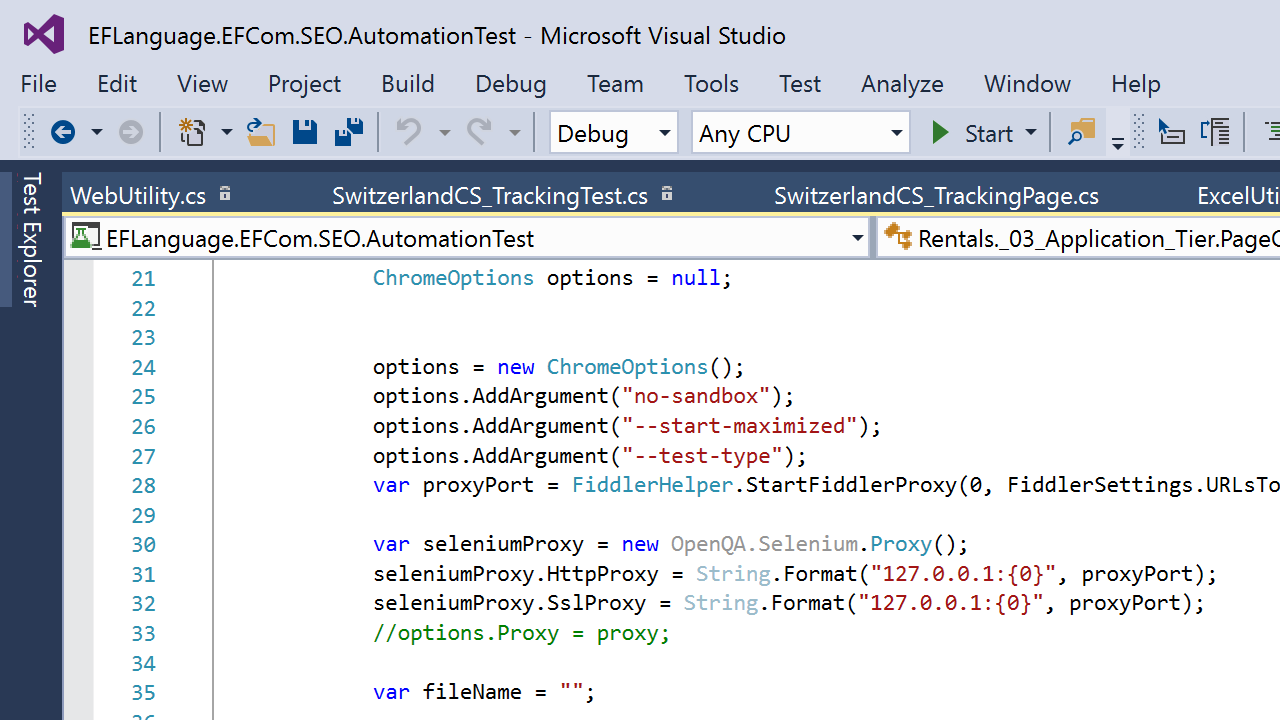 EFLanguage.EFCom.SEO.AutomationTest - Microsoft Visual Studio
File Edit View Project Build Debug Team Tools Test Analyze Window Help
Debug Any CPU Start
Test Explorer
WebUtility.cs SwitzerlandCS_TrackingTest.cs SwitzerlandCS_TrackingPage.cs ExcelUti
EFLanguage.EFCom.SEO.AutomationTest Rentals._03_Application_Tier.Page
21 ChromeOptions options = null;
22
23
24 options = new ChromeOptions();
25 options.AddArgument("no-sandbox");
26 options.AddArgument("--start-maximized");
27 options.AddArgument("--test-type");
28 var proxyPort = FiddlerHelper.StartFiddlerProxy(0, FiddlerSettings.URLsTo
29
30 var seleniumProxy = new OpenQA.Selenium.Proxy();
31 seleniumProxy.HttpProxy = String.Format("127.0.0.1:{0}", proxyPort);
32 seleniumProxy.SslProxy = String.Format("127.0.0.1:{0}", proxyPort);
33 //options.Proxy = proxy;
34
35 var fileName = "";